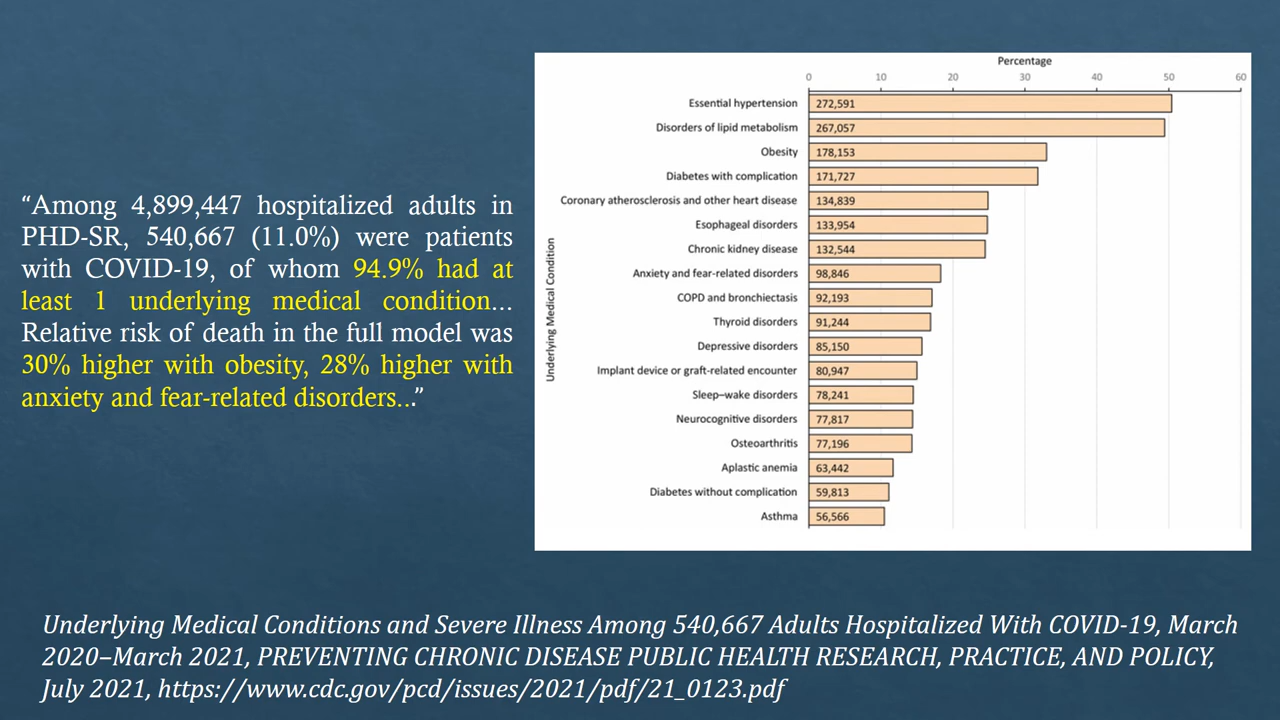 “Among 4,899,447 hospitalized adults in
PHD-SR, 540,667 (11.0%) were patients
with COVID-19, of whom 94.9% had at
least 1 underlying medical condition…
Relative risk of death in the full model was
30% higher with obesity, 28% higher with
anxiety and fear-related disorders…”
Percentage
0 10 20 30 40 50 60
Underlying Medical Condition
Essential hypertension 272,591
Disorders of lipid metabolism 267,057
Obesity 178,153
Diabetes with complication 171,727
Coronary atherosclerosis and other heart disease 134,839
Esophageal disorders 133,954
Chronic kidney disease 132,544
Anxiety and fear-related disorders 98,846
COPD and bronchiectasis 92,193
Thyroid disorders 91,244
Depressive disorders 85,150
Implant device or graft-related encounter 80,947
Sleep–wake disorders 78,241
Neurocognitive disorders 77,817
Osteoarthritis 77,196
Aplastic anemia 63,442
Diabetes without complication 59,813
Asthma 56,566
Underlying Medical Conditions and Severe Illness Among 540,667 Adults Hospitalized With COVID-19, March
2020–March 2021, PREVENTING CHRONIC DISEASE PUBLIC HEALTH RESEARCH, PRACTICE, AND POLICY,
July 2021, https://www.cdc.gov/pcd/issues/2021/pdf/21_0123.pdf